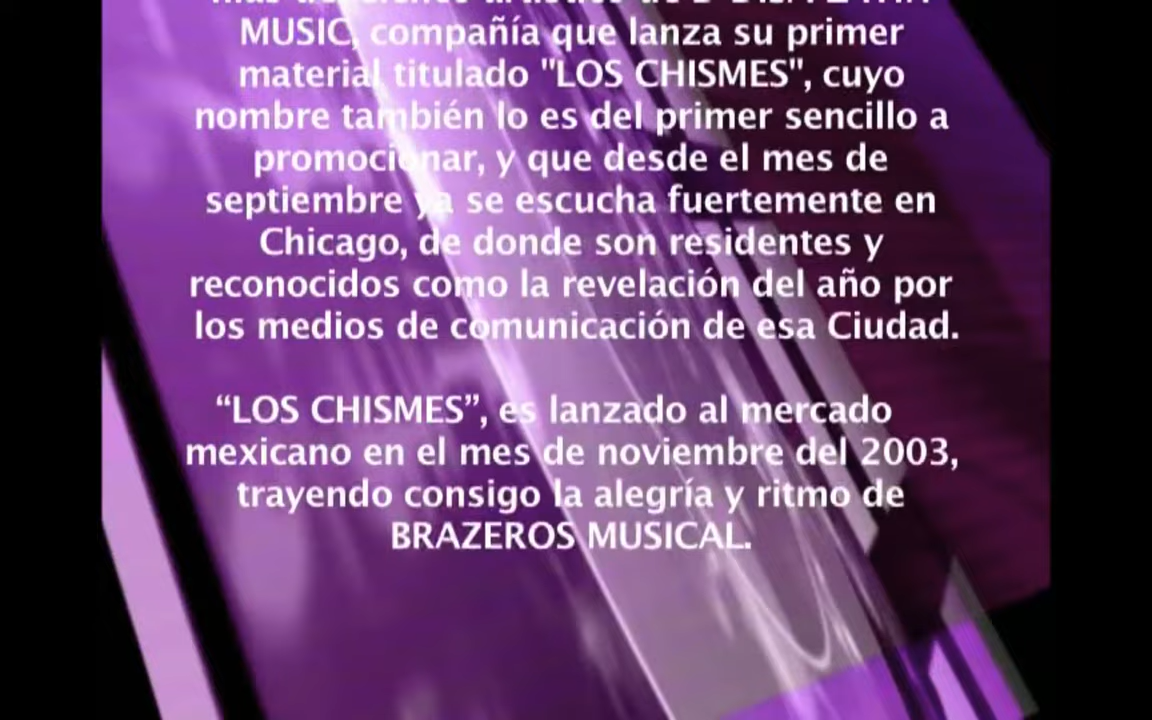 MUSIC, compañía que lanza su primer
material titulado "LOS CHISMES", cuyo
nombre también lo es del primer sencillo a
promocionar, y que desde el mes de
septiembre ya se escucha fuertemente en
Chicago, de donde son residentes y
reconocidos como la revelación del año por
los medios de comunicación de esa Ciudad.
“LOS CHISMES”, es lanzado al mercado
mexicano en el mes de noviembre del 2003,
trayendo consigo la alegría y ritmo de
BRAZEROS MUSICAL.